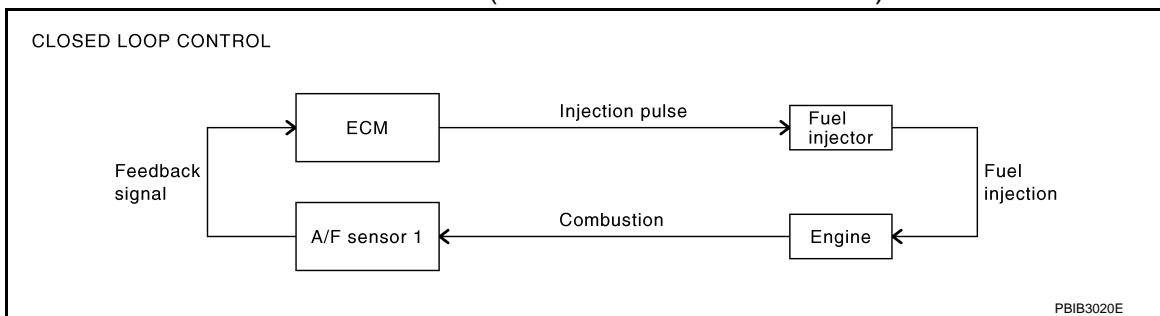 CLOSED LOOP CONTROL
ECM
Injection pulse
Fuel
injector
Feedback
signal
Fuel
injection
A/F sensor 1
Combustion
Engine
PBIB3020E